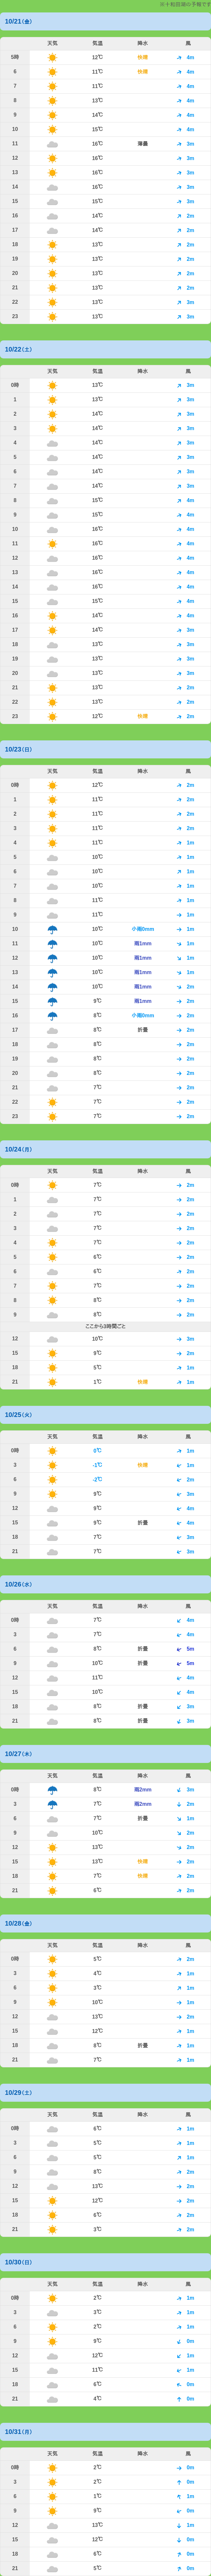 ※十和田湖の予報です
10/21(金)
天気 気温 降水 風
5時 12℃ 快晴 4m
6 11℃ 快晴 4m
7 11℃ 4m
8 13℃ 4m
9 14℃ 4m
10 15℃ 4m
11 16℃ 薄曇 3m
12 16℃ 3m
13 16℃ 3m
14 16℃ 3m
15 15℃ 3m
16 14℃ 2m
17 14℃ 2m
18 13℃ 2m
19 13℃ 2m
20 13℃ 2m
21 13℃ 2m
22 13℃ 3m
23 13℃ 3m
10/22(土)
天気 気温 降水 風
0時 13℃ 3m
1 13℃ 3m
2 14℃ 3m
3 14℃ 3m
4 14℃ 3m
5 14℃ 3m
6 14℃ 3m
7 14℃ 3m
8 15℃ 4m
9 15℃ 4m
10 16℃ 4m
11 16℃ 4m
12 16℃ 4m
13 16℃ 4m
14 16℃ 4m
15 15℃ 4m
16 14℃ 4m
17 14℃ 3m
18 13℃ 3m
19 13℃ 3m
20 13℃ 3m
21 13℃ 2m
22 13℃ 2m
23 12℃ 快晴 2m
10/23(日)
天気 気温 降水 風
0時 12℃ 2m
1 11℃ 2m
2 11℃ 2m
3 11℃ 2m
4 11℃ 1m
5 10℃ 1m
6 10℃ 1m
7 10℃ 1m
8 11℃ 1m
9 11℃ 1m
10 10℃ 小雨0mm 1m
11 10℃ 雨1mm 1m
12 10℃ 雨1mm 1m
13 10℃ 雨1mm 1m
14 10℃ 雨1mm 2m
15 9℃ 雨1mm 2m
16 8℃ 小雨0mm 2m
17 8℃ 折曇 2m
18 8℃ 2m
19 8℃ 2m
20 8℃ 2m
21 7℃ 2m
22 7℃ 2m
23 7℃ 2m
10/24(月)
天気 気温 降水 風
0時 7℃ 2m
1 7℃ 2m
2 7℃ 2m
3 7℃ 2m
4 7℃ 2m
5 6℃ 2m
6 6℃ 2m
7 7℃ 2m
8 8℃ 2m
9 8℃ 2m
ここから3時間ごと
12 10℃ 3m
15 9℃ 2m
18 5℃ 1m
21 1℃ 快晴 1m
10/25(火)
天気 気温 降水 風
0時 0℃ 1m
3 -1℃ 快晴 1m
6 -2℃ 2m
9 9℃ 3m
12 9℃ 4m
15 9℃ 折曇 4m
18 7℃ 3m
21 7℃ 3m
10/26(水)
天気 気温 降水 風
0時 7℃ 4m
3 7℃ 4m
6 8℃ 折曇 5m
9 10℃ 折曇 5m
12 11℃ 4m
15 10℃ 4m
18 8℃ 折曇 3m
21 8℃ 折曇 3m
10/27(木)
天気 気温 降水 風
0時 8℃ 雨2mm 3m
3 7℃ 雨2mm 2m
6 7℃ 折曇 1m
9 10℃ 2m
12 13℃ 3m
15 13℃ 快晴 2m
18 7℃ 快晴 2m
21 6℃ 2m
10/28(金)
天気 気温 降水 風
0時 5℃ 2m
3 4℃ 1m
6 3℃ 1m
9 10℃ 1m
12 13℃ 2m
15 12℃ 1m
18 8℃ 折曇 1m
21 7℃ 1m
10/29(土)
天気 気温 降水 風
0時 6℃ 1m
3 5℃ 1m
6 5℃ 1m
9 8℃ 2m
12 13℃ 2m
15 12℃ 2m
18 6℃ 2m
21 3℃ 2m
10/30(日)
天気 気温 降水 風
0時 2℃ 1m
3 3℃ 1m
6 2℃ 1m
9 9℃ 0m
12 12℃ 1m
15 11℃ 1m
18 6℃ 0m
21 4℃ 0m
10/31(月)
天気 気温 降水 風
0時 2℃ 0m
3 2℃ 0m
6 1℃ 1m
9 9℃ 0m
12 13℃ 1m
15 12℃ 0m
18 6℃ 0m
21 5℃ 0m